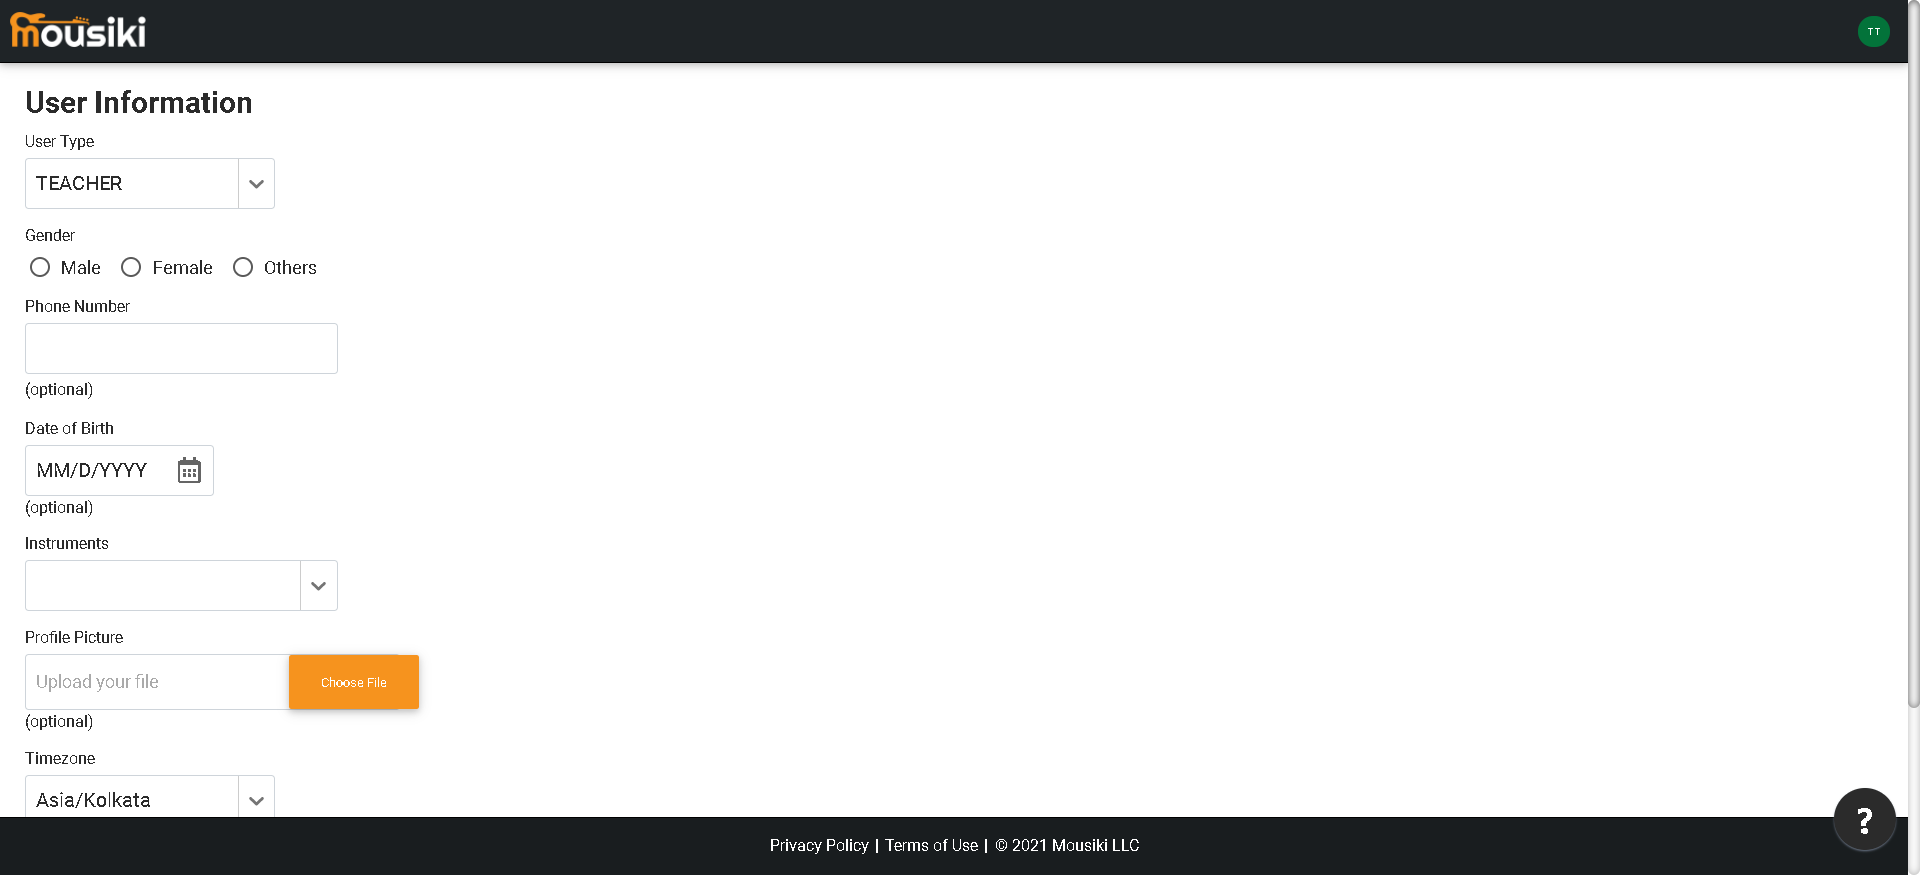 mousiki
TT
User Information
User Type
TEACHER
Gender
Male Female Others
Phone Number
(optional)
Date of Birth
MM/D/YYYY
(optional)
Instruments
Profile Picture
Upload your file Choose File
(optional)
Timezone
Asia/Kolkata
?
Privacy Policy | Terms of Use | © 2021 Mousiki LLC